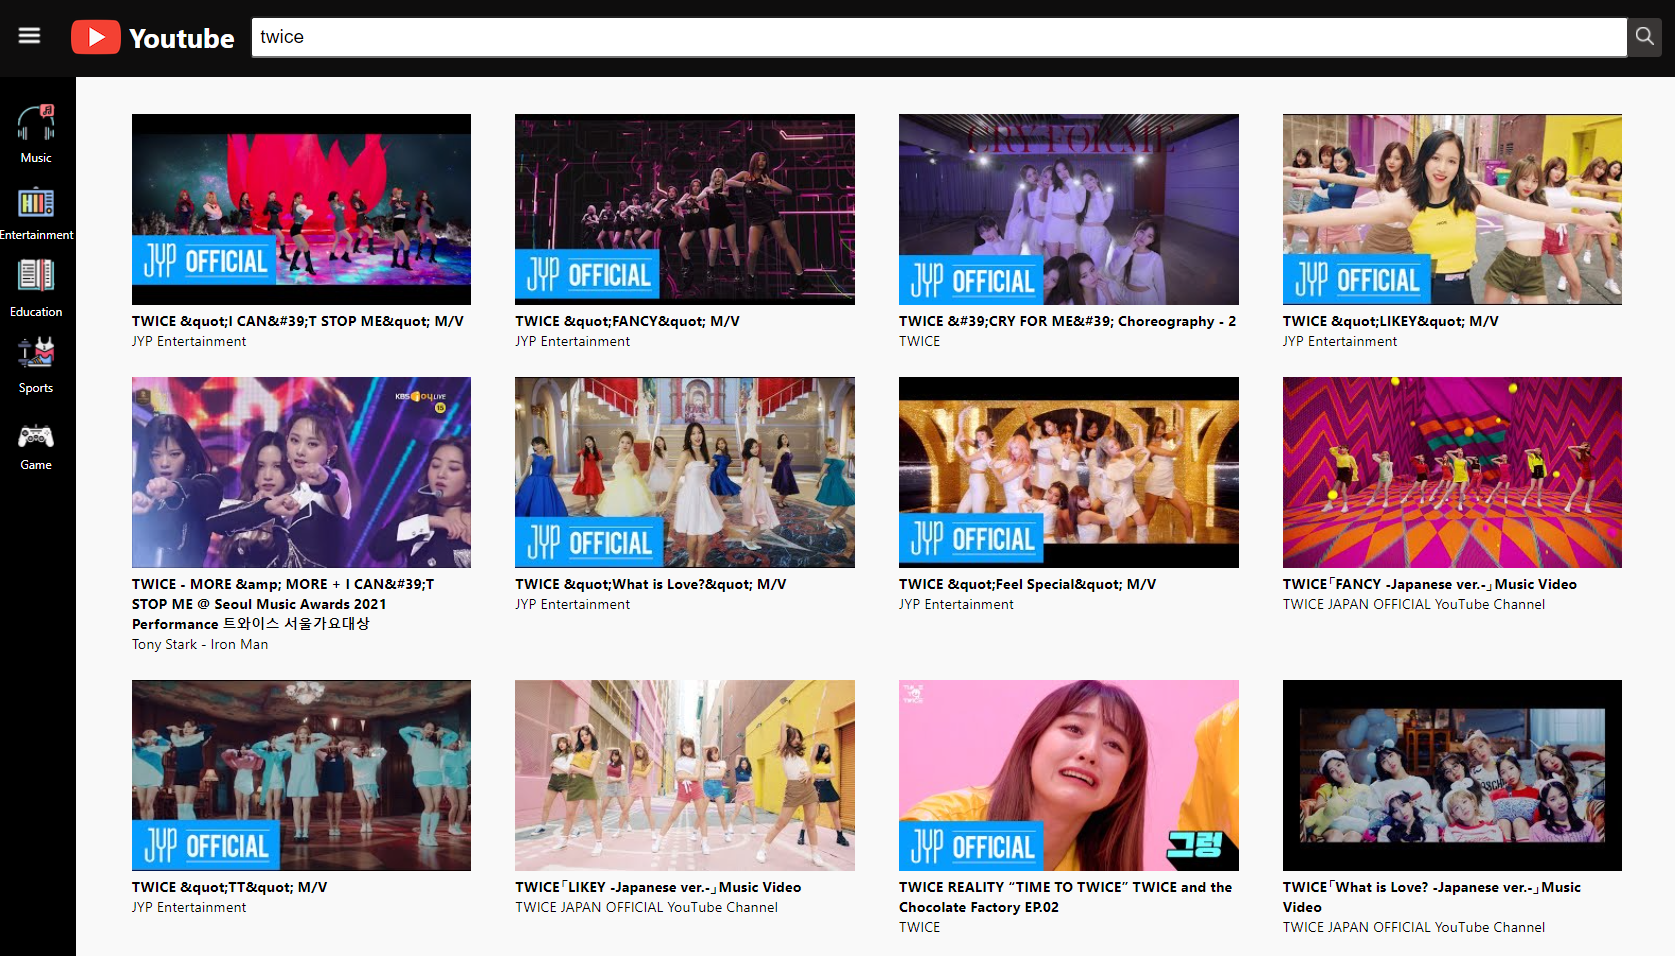 Youtube
twice
Music
Entertainment
Education
Sports
Game
JYP OFFICIAL
TWICE &quot;I CAN&#39;T STOP ME&quot; M/V
JYP Entertainment
JYP OFFICIAL
TWICE &quot;FANCY&quot; M/V
JYP Entertainment
CRY FOR ME
JYP OFFICIAL
TWICE &#39;CRY FOR ME&#39; Choreography - 2
TWICE
JYP OFFICIAL
TWICE &quot;LIKEY&quot; M/V
JYP Entertainment
KBS joy LIVE
15
TWICE - MORE &amp; MORE + I CAN&#39;T
STOP ME @ Seoul Music Awards 2021
Performance 트와이스 서울가요대상
Tony Stark - Iron Man
JYP OFFICIAL
TWICE &quot;What is Love?&quot; M/V
JYP Entertainment
JYP OFFICIAL
TWICE &quot;Feel Special&quot; M/V
JYP Entertainment
TWICE「FANCY -Japanese ver.-」Music Video
TWICE JAPAN OFFICIAL YouTube Channel
JYP OFFICIAL
TWICE &quot;TT&quot; M/V
JYP Entertainment
TWICE「LIKEY -Japanese ver.-」Music Video
TWICE JAPAN OFFICIAL YouTube Channel
JYP OFFICIAL
그렁
TWICE REALITY “TIME TO TWICE” TWICE and the
Chocolate Factory EP.02
TWICE
TWICE「What is Love? -Japanese ver.-」Music
Video
TWICE JAPAN OFFICIAL YouTube Channel